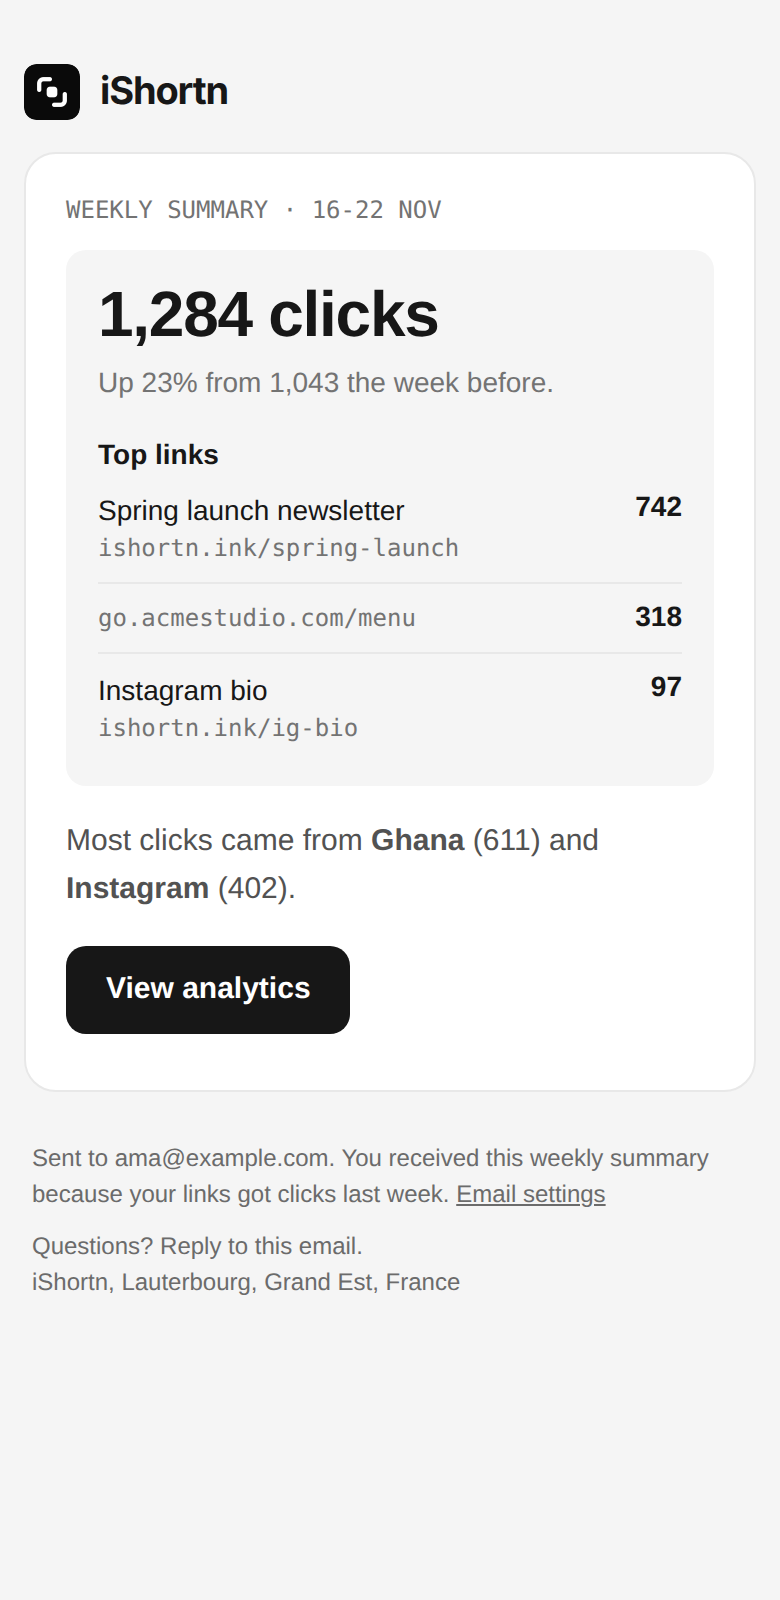 iShortn
WEEKLY SUMMARY · 16-22 NOV
1,284 clicks
Up 23% from 1,043 the week before.
Top links
Spring launch newsletter 742
ishortn.ink/spring-launch
go.acmestudio.com/menu 318
Instagram bio 97
ishortn.ink/ig-bio
Most clicks came from Ghana (611) and
Instagram (402).
View analytics
Sent to ama@example.com. You received this weekly summary
because your links got clicks last week. Email settings
Questions? Reply to this email.
iShortn, Lauterbourg, Grand Est, France